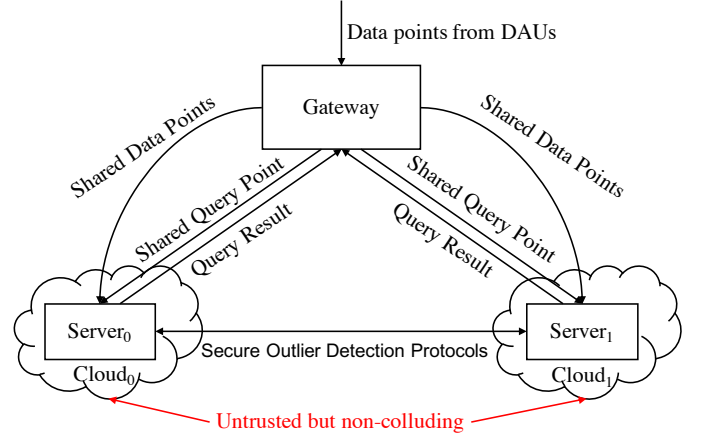 Data points from DAUs
Gateway
Shared Data Points
Shared Data Points
Shared Query Point
Query Result
Shared Query Point
Query Result
Server₀
Server₁
Secure Outlier Detection Protocols
Cloud₀
Cloud₁
Untrusted but non-colluding